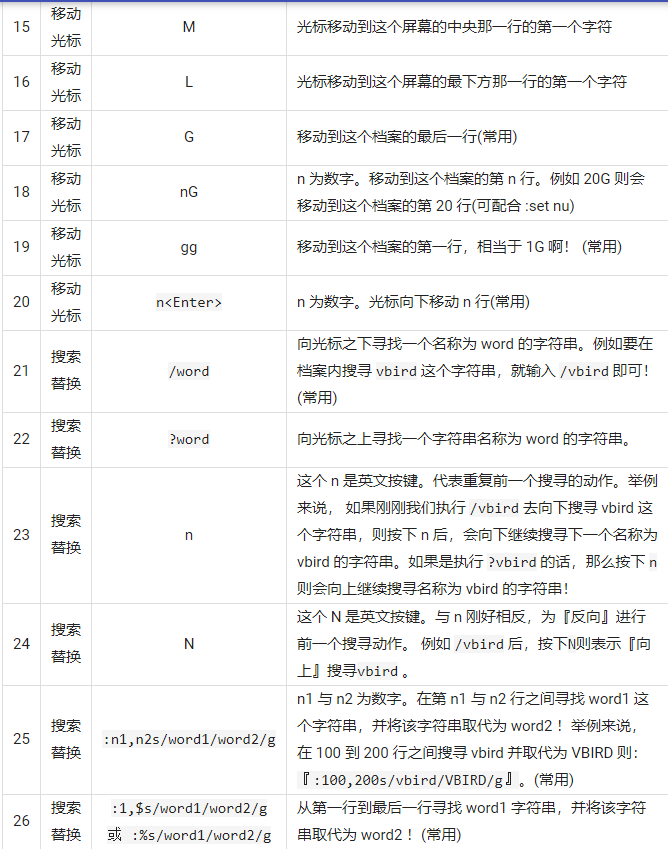 15 移动光标 M 光标移动到这个屏幕的中央那一行的第一个字符
16 移动光标 L 光标移动到这个屏幕的最下方那一行的第一个字符
17 移动光标 G 移动到这个档案的最后一行(常用)
18 移动光标 nG n 为数字。移动到这个档案的第 n 行。例如 20G 则会
移动到这个档案的第 20 行(可配合 :set nu)
19 移动光标 gg 移动到这个档案的第一行，相当于 1G 啊！ (常用)
20 移动光标 n<Enter> n 为数字。光标向下移动 n 行(常用)
21 搜索替换 /word 向光标之下寻找一个名称为 word 的字符串。例如要在
档案内搜寻 vbird 这个字符串，就输入 /vbird 即可！
(常用)
22 搜索替换 ?word 向光标之上寻找一个字符串名称为 word 的字符串。
23 搜索替换 n 这个 n 是英文按键。代表重复前一个搜寻的动作。举例
来说， 如果刚刚我们执行 /vbird 去向下搜寻 vbird 这
个字符串，则按下 n 后，会向下继续搜寻下一个名称为
vbird 的字符串。如果是执行 ?vbird 的话，那么按下 n
则会向上继续搜寻名称为 vbird 的字符串！
24 搜索替换 N 这个 N 是英文按键。与 n 刚好相反，为『反向』进行
前一个搜寻动作。 例如 /vbird 后，按下N则表示『向
上』搜寻vbird 。
25 搜索替换 :n1,n2s/word1/word2/g n1 与 n2 为数字。在第 n1 与 n2 行之间寻找 word1 这
个字符串，并将该字符串取代为 word2 ！举例来说，
在 100 到 200 行之间搜寻 vbird 并取代为 VBIRD 则：
『:100,200s/vbird/VBIRD/g』。(常用)
26 搜索替换 :1,$s/word1/word2/g 或 :%s/word1/word2/g 从第一行到最后一行寻找 word1 字符串，并将该字符
串取代为 word2 ！(常用)